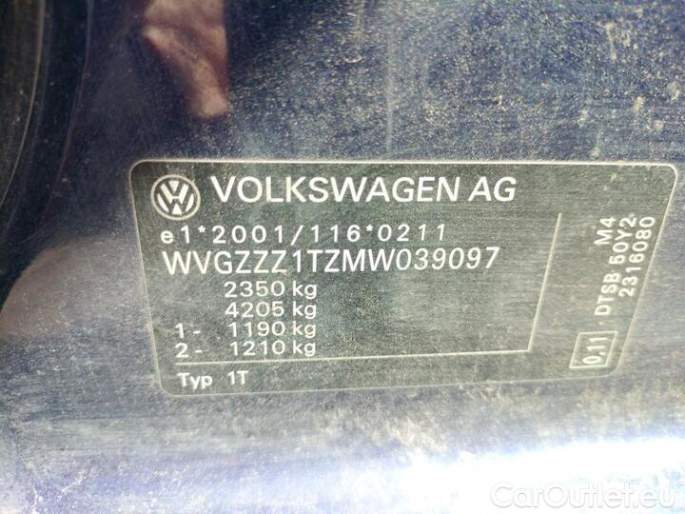 VOLKSWAGEN AG
e1*2001/116*0211
WVGZZZ1TZMW039097
2350 kg
4205 kg
1- 1190 kg
2- 1210 kg
Typ 1T
M4
DTSB 50Y2-
2316080
0,11
CarOutlet.eu